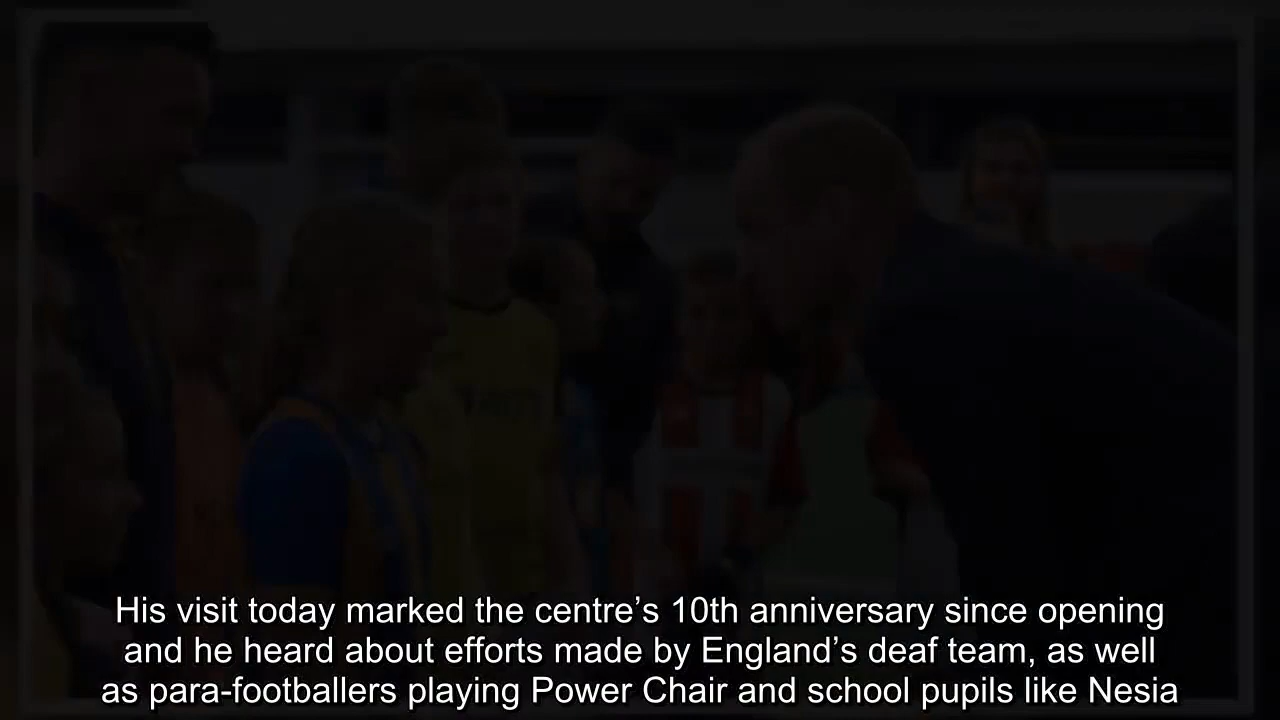 His visit today marked the centre’s 10th anniversary since opening
and he heard about efforts made by England’s deaf team, as well
as para-footballers playing Power Chair and school pupils like Nesia